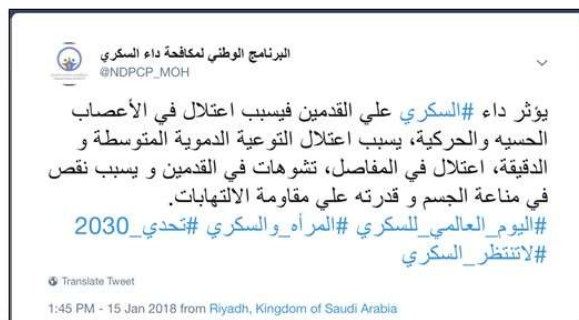 البرنامج الوطني لمكافحة داء السكري
@NDPCP_MOH
يؤثر داء #السكري علي القدمين فيسبب اعتلال في الأعصاب
الحسيه والحركية، يسبب اعتلال التوعية الدموية المتوسطة و
الدقيقة، اعتلال في المفاصل، تشوهات في القدمين و يسبب نقص
في مناعة الجسم و قدرته علي مقاومة الالتهابات.
#اليوم_العالمي_للسكري #المرأه_والسكري #تحدي_2030
#لاتنتظر_السكري
Translate Tweet
1:45 PM - 15 Jan 2018 from Riyadh, Kingdom of Saudi Arabia